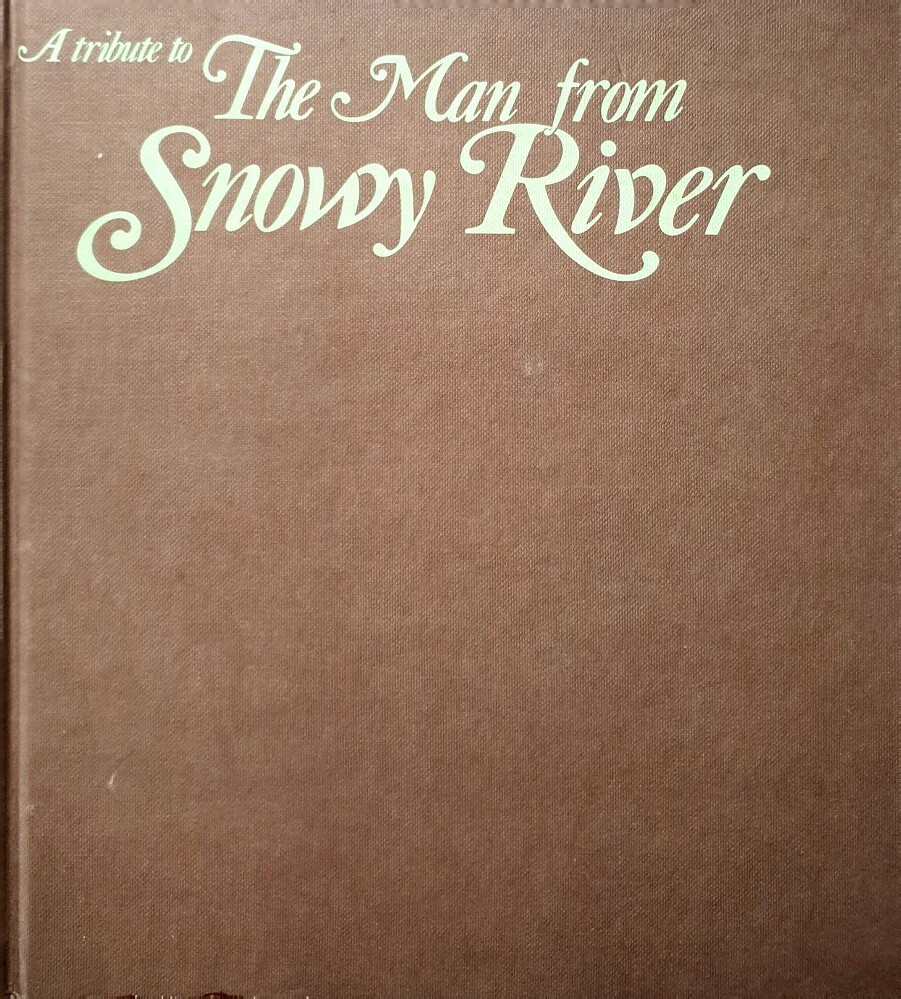 A tribute to The Man from
Snowy River